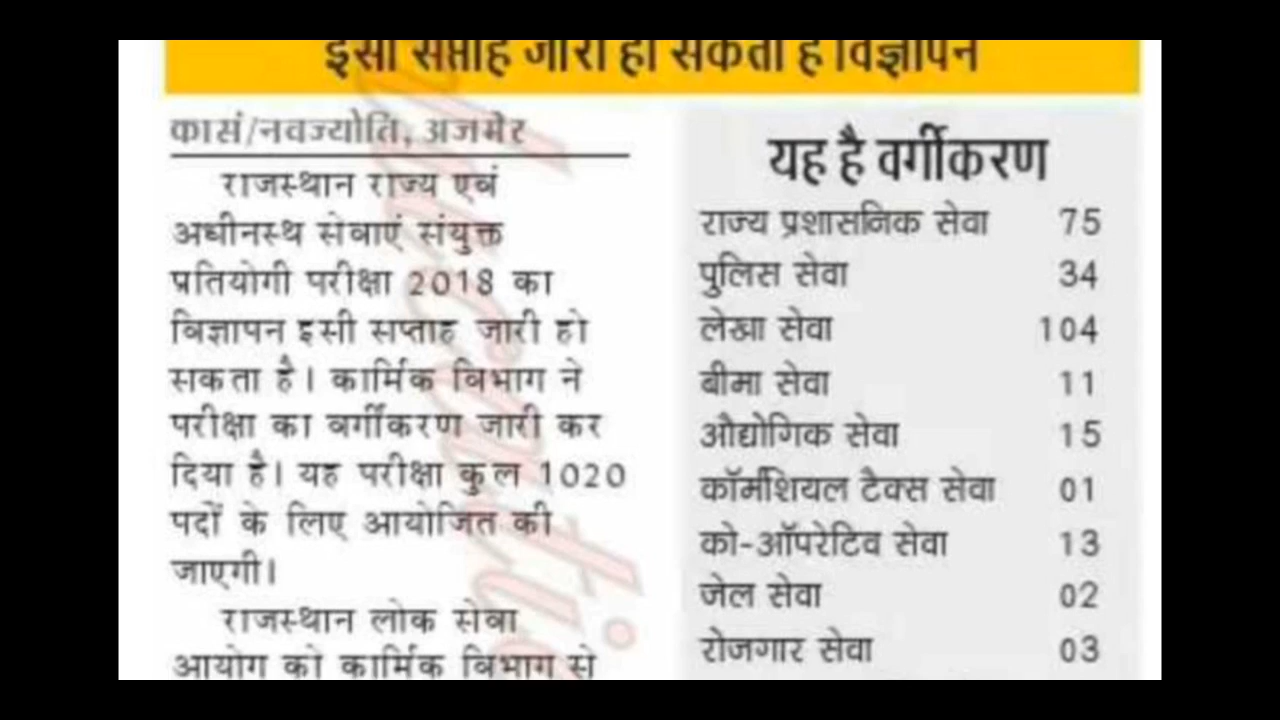 इसी सप्ताह जारी हो सकता है विज्ञापन
कासं/नवज्योति, अजमेर
राजस्थान राज्य एवं
अधीनस्थ सेवाएं संयुक्त
प्रतियोगी परीक्षा 2018 का
विज्ञापन इसी सप्ताह जारी हो
सकता है। कार्मिक विभाग ने
परीक्षा का वर्गीकरण जारी कर
दिया है। यह परीक्षा कुल 1020
पदों के लिए आयोजित की
जाएगी।
राजस्थान लोक सेवा
आयोग को कार्मिक विभाग से
यह है वर्गीकरण
राज्य प्रशासनिक सेवा 75
पुलिस सेवा 34
लेखा सेवा 104
बीमा सेवा 11
औद्योगिक सेवा 15
कॉर्मशियल टैक्स सेवा 01
को-ऑपरेटिव सेवा 13
जेल सेवा 02
रोजगार सेवा 03